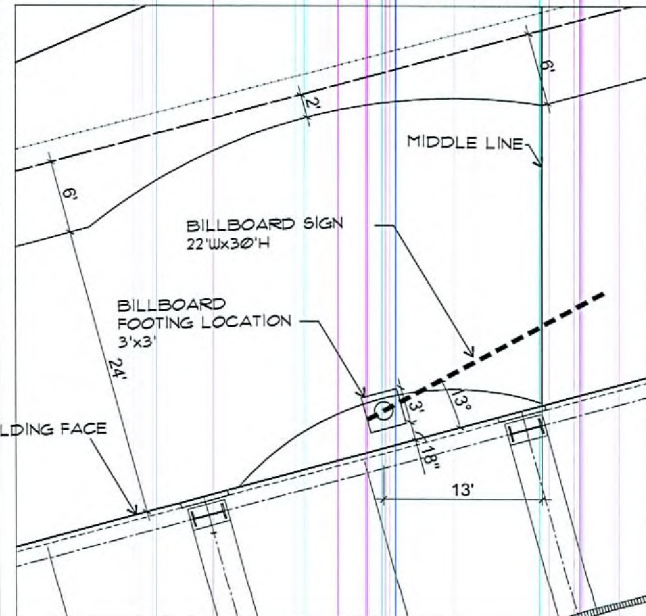 6'
2'
MIDDLE LINE
6'
BILLBOARD SIGN
22'Wx30'H
BILLBOARD
FOOTING LOCATION
3'x3'
24'
3'
13°
LDING FACE
18"
13'